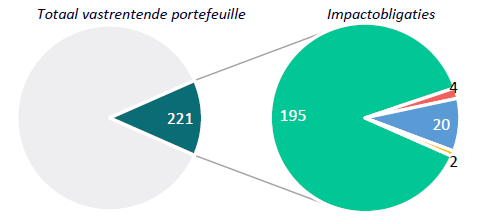 Totaal vastrentende portefeuille
Impactobligaties
221
195
4
20
2